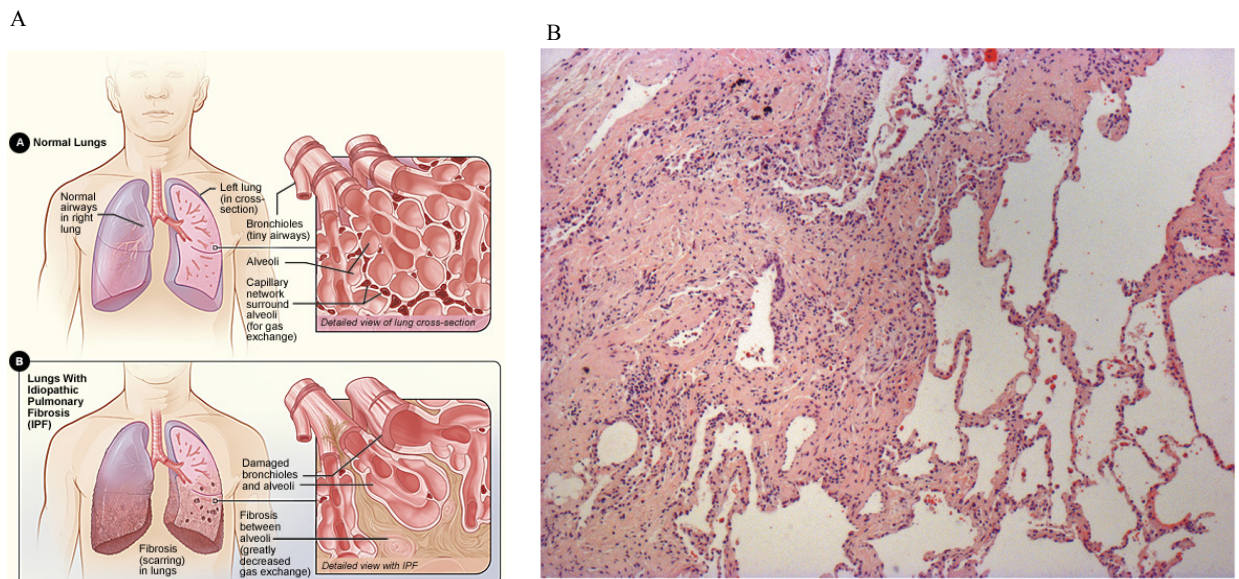 A
B
A Normal Lungs
Normal
airways
in right
lung
Left lung
(in cross-
section)
Bronchioles
(tiny airways)
Alveoli
Capillary
network
surround
alveoli
(for gas
exchange)
Detailed view of lung cross-section
B
Lungs With
Idiopathic
Pulmonary
Fibrosis
(IPF)
Damaged
bronchioles
and alveoli
Fibrosis
between
alveoli
(greatly
decreased
gas exchange)
Fibrosis
(scarring)
in lungs
Detailed view with IPF